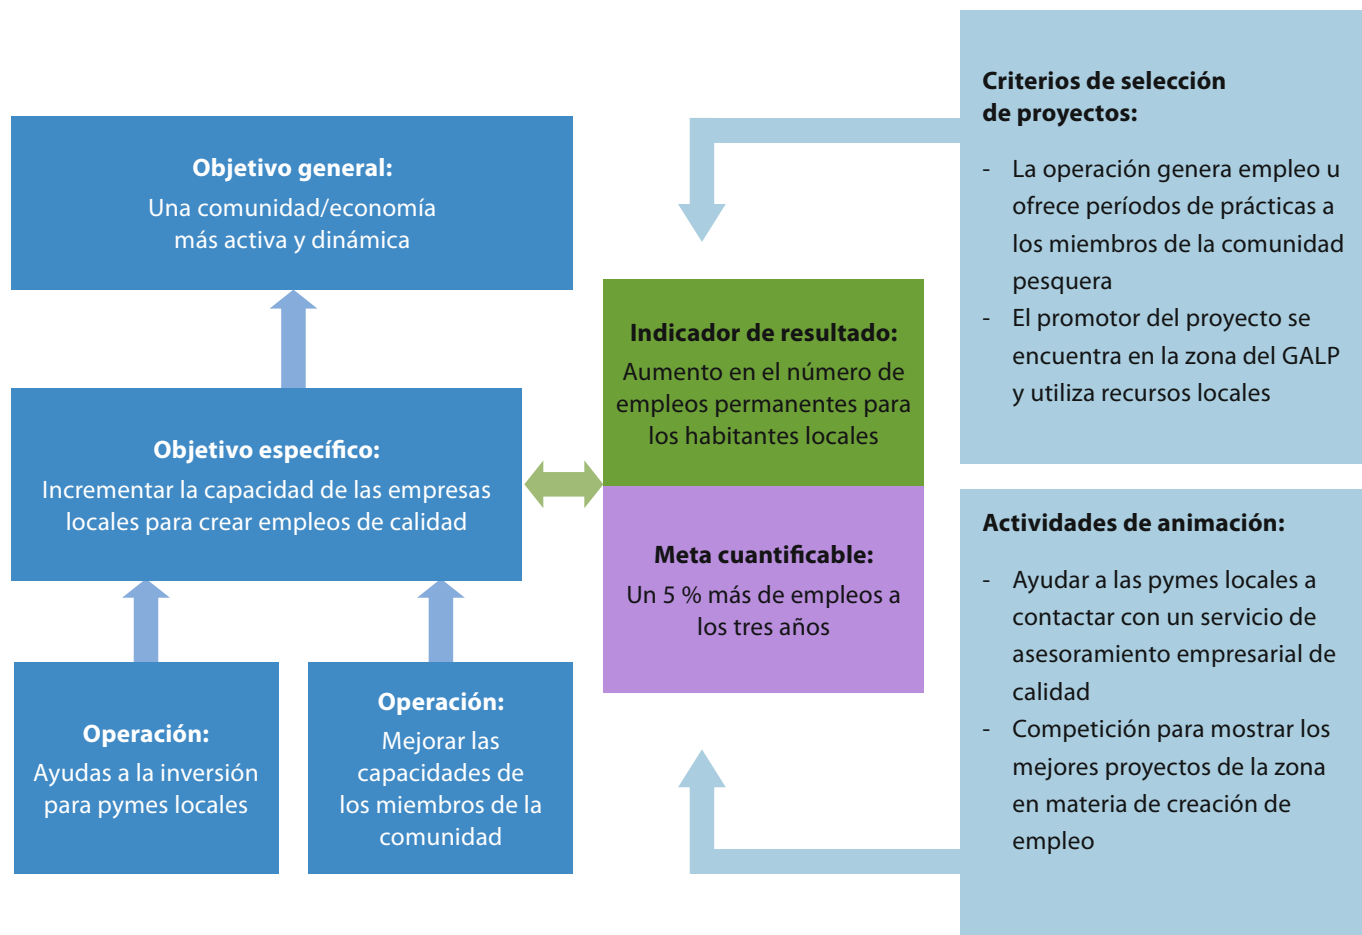 Objetivo general:
Una comunidad/economía
más activa y dinámica
Objetivo específico:
Incrementar la capacidad de las empresas
locales para crear empleos de calidad
Operación:
Ayudas a la inversión
para pymes locales
Operación:
Mejorar las
capacidades de
los miembros de la
comunidad
Indicador de resultado:
Aumento en el número de
empleos permanentes para
los habitantes locales
Meta cuantificable:
Un 5 % más de empleos a
los tres años
Criterios de selección
de proyectos:
- La operación genera empleo u
ofrece períodos de prácticas a
los miembros de la comunidad
pesquera
- El promotor del proyecto se
encuentra en la zona del GALP
y utiliza recursos locales
Actividades de animación:
- Ayudar a las pymes locales a
contactar con un servicio de
asesoramiento empresarial de
calidad
- Competición para mostrar los
mejores proyectos de la zona
en materia de creación de
empleo